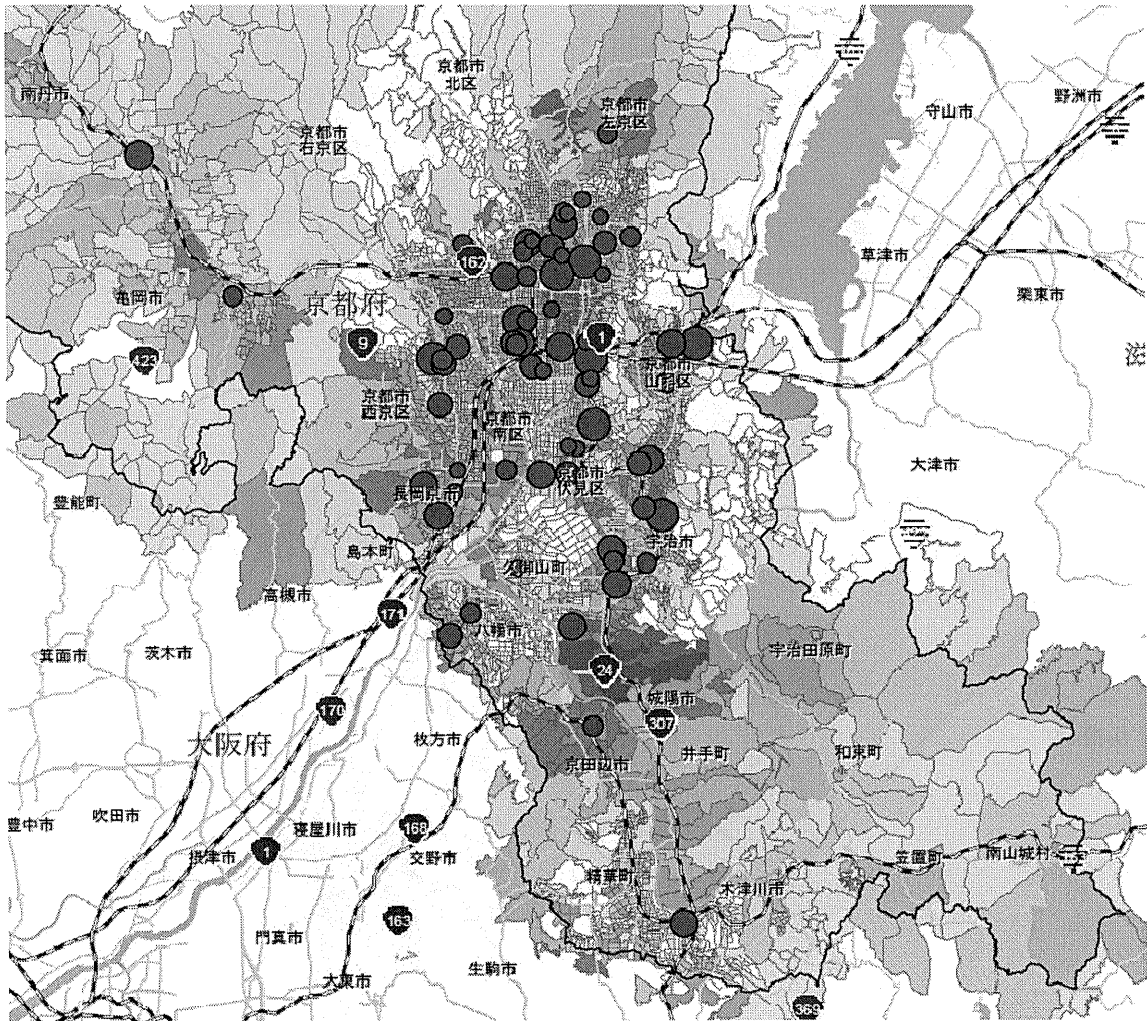 京都市
北区
南丹市
京都市
左京区
野洲市
守山市
京都市
右京区
草津市
162
栗東市
亀岡市
京都府
9
1
423
滋
京都市
山科区
京都市
西京区
京都市
南区
大津市
京都市
伏見区
長岡京市
豊能町
宇治市
島本町
久御山町
高槻市
171
八幡市
箕面市
茨木市
宇治田原町
24
城陽市
307
170
大阪府
枚方市
井手町
和束町
京田辺市
豊中市
吹田市
寝屋川市
168
摂津市
1
交野市
笠置町
南山城村
精華町
木津川市
163
門真市
大東市
生駒市
369